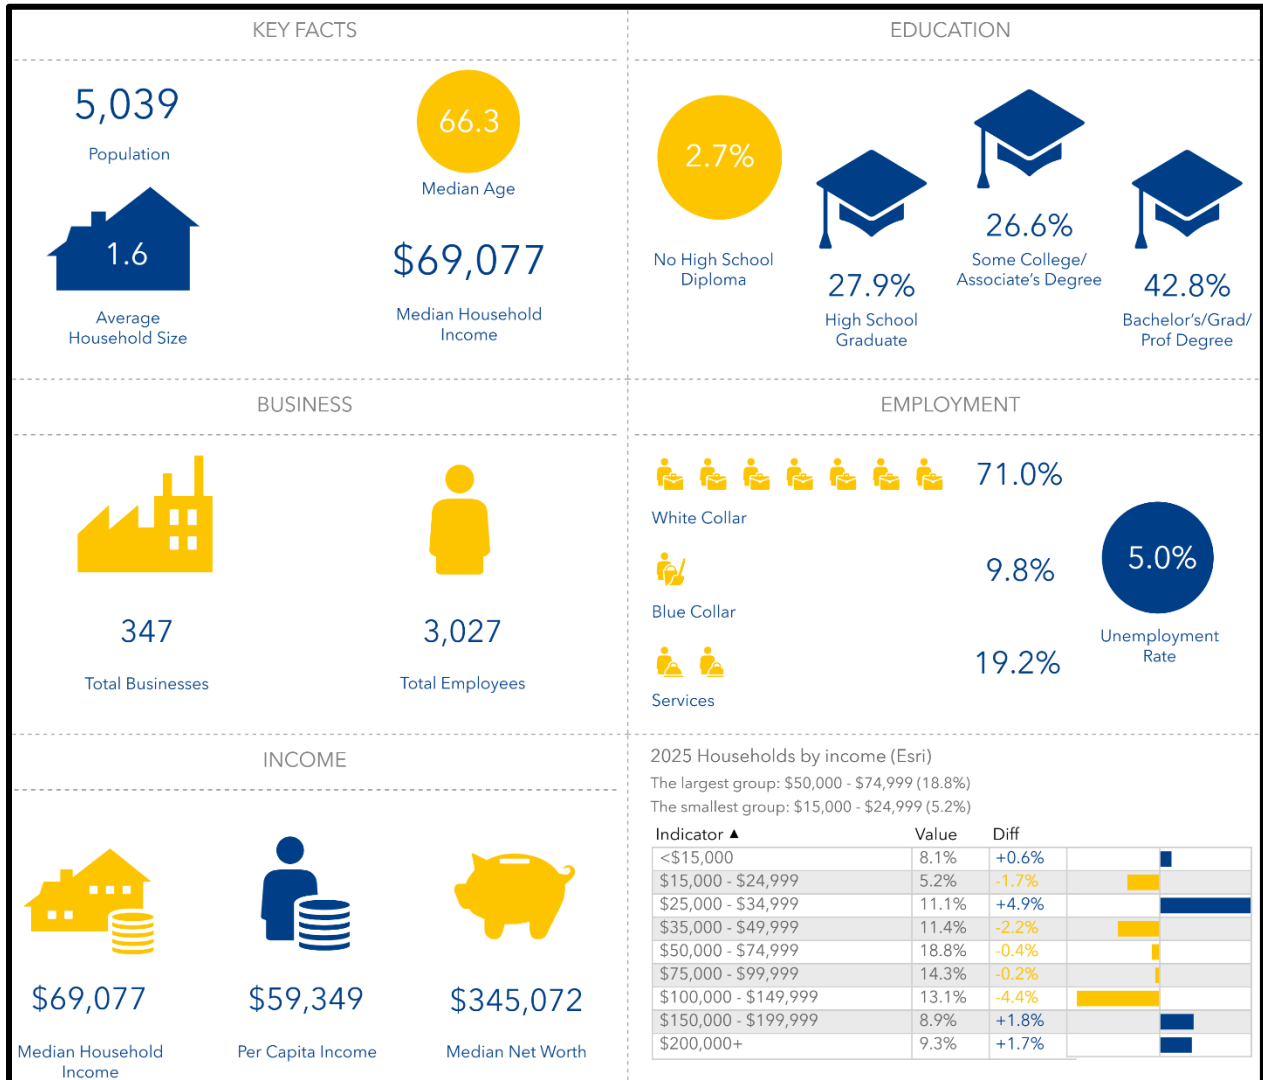 KEY FACTS
5,039
Population
66.3
Median Age
1.6
Average
Household Size
$69,077
Median Household
Income
EDUCATION
2.7%
No High School
Diploma
27.9%
High School
Graduate
26.6%
Some College/
Associate's Degree
42.8%
Bachelor's/Grad/
Prof Degree
BUSINESS
347
Total Businesses
3,027
Total Employees
EMPLOYMENT
71.0%
White Collar
9.8%
Blue Collar
19.2%
Services
5.0%
Unemployment
Rate
INCOME
$69,077
Median Household
Income
$59,349
Per Capita Income
$345,072
Median Net Worth
2025 Households by income (Esri)
The largest group: $50,000 - $74,999 (18.8%)
The smallest group: $15,000 - $24,999 (5.2%)
Indicator ▲ Value Diff
<$15,000 8.1% +0.6%
$15,000 - $24,999 5.2% -1.7%
$25,000 - $34,999 11.1% +4.9%
$35,000 - $49,999 11.4% -2.2%
$50,000 - $74,999 18.8% -0.4%
$75,000 - $99,999 14.3% -0.2%
$100,000 - $149,999 13.1% -4.4%
$150,000 - $199,999 8.9% +1.8%
$200,000+ 9.3% +1.7%